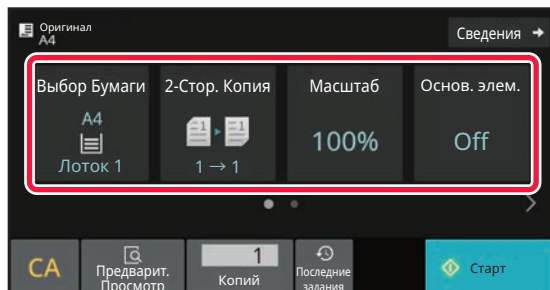 Оригинал
A4
Сведения
Выбор Бумаги
2-Стор. Копия
Масштаб
Основ. элем.
A4
Лоток 1
1 → 1
100%
Off
CA
Предварит.
Просмотр
1
Копий
Последние
задания
Старт